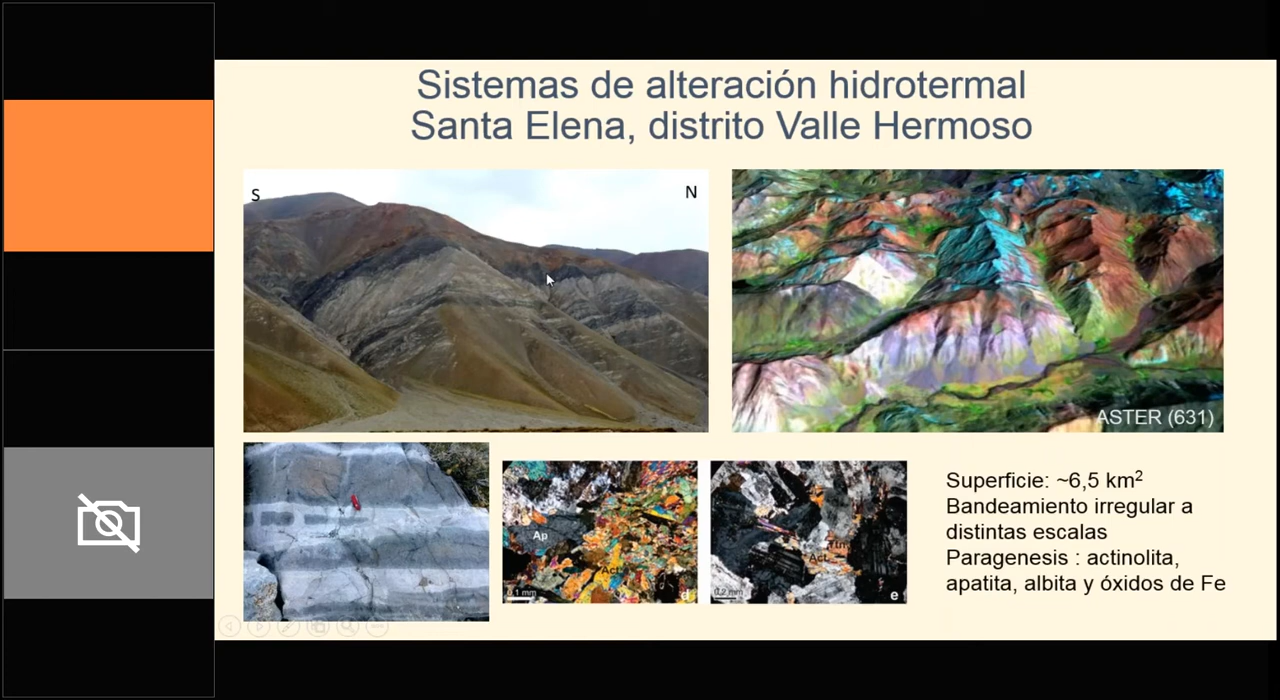 Sistemas de alteración hidrotermal
Santa Elena, distrito Valle Hermoso
S
N
ASTER (631)
Ap
Act
0,1 mm
d
Tur
Act
0,2 mm
e
Superficie: ~6,5 km²
Bandeamiento irregular a
distintas escalas
Paragenesis : actinolita,
apatita, albita y óxidos de Fe